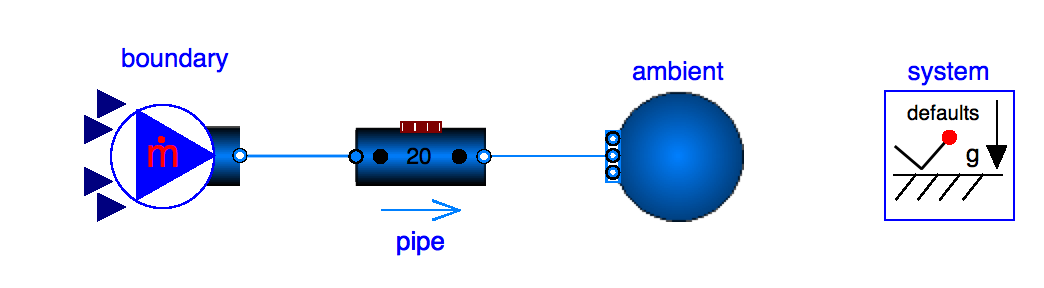 boundary
ambient
system
defaults
ṁ
20
g
pipe